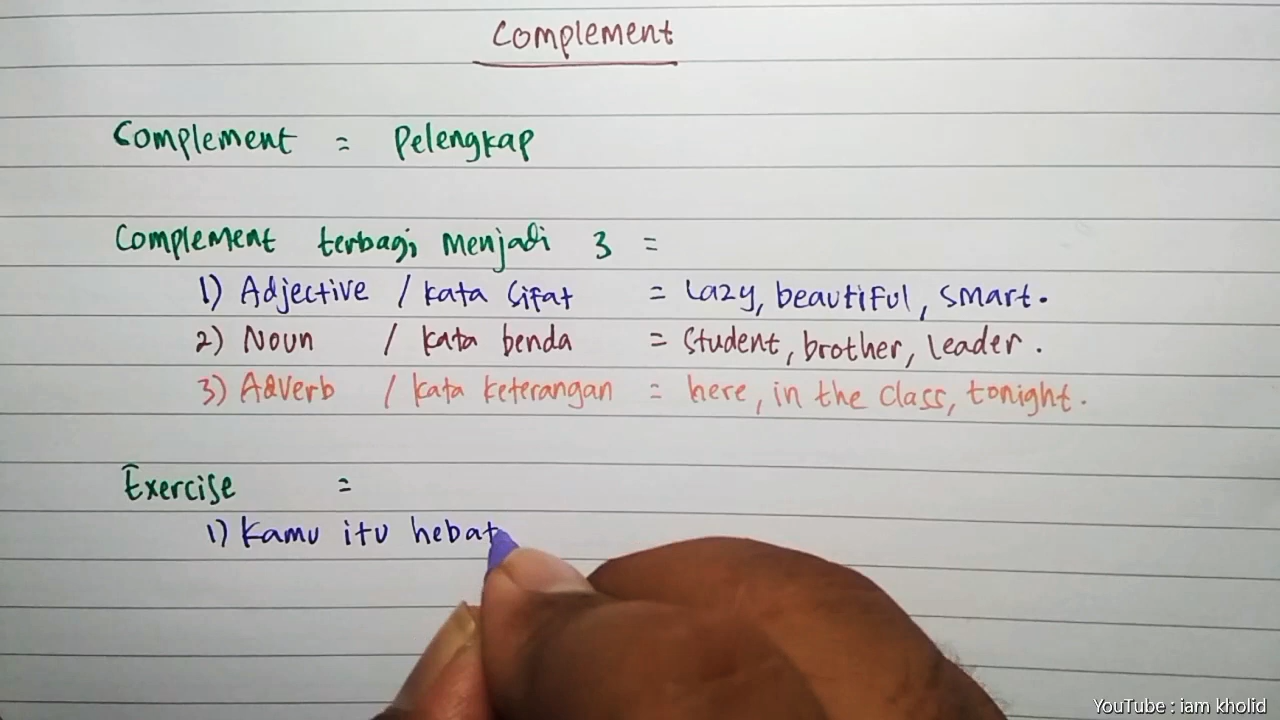 Complement
Complement = Pelengkap
Complement terbagi menjadi 3 =
1) Adjective / kata sifat = Lazy, beautiful, smart.
2) Noun / kata benda = student, brother, leader.
3) Adverb / kata keterangan = here, in the class, tonight.
Exercise =
1) Kamu itu hebat
YouTube : iam kholid